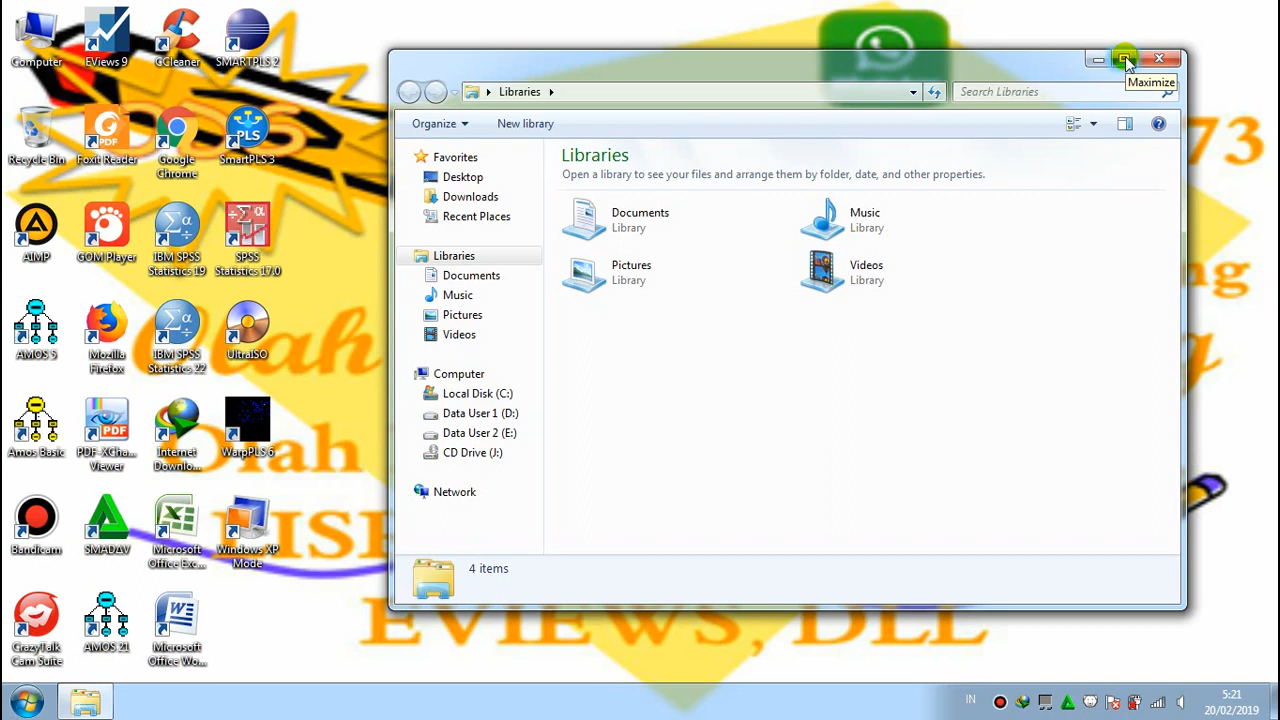 Computer
EViews 9
CCleaner
SMARTPLS 2
Recycle Bin
Foxit Reader
Google
Chrome
SmartPLS 3
AIMP
GOM Player
IBM SPSS
Statistics 19
SPSS
Statistics 17.0
AMOS 5
Mozilla
Firefox
IBM SPSS
Statistics 22
UltraISO
Amos Basic
PDF-XCha...
Viewer
Internet
Downlo...
WarpPLS 6
Bandicam
SMADΔV
Microsoft
Office Exc...
Windows XP
Mode
CrazyTalk
Cam Suite
AMOS 21
Microsoft
Office Wo...
Maximize
Libraries
Search Libraries
Organize
New library
Favorites
Desktop
Downloads
Recent Places
Libraries
Documents
Music
Pictures
Videos
Computer
Local Disk (C:)
Data User 1 (D:)
Data User 2 (E:)
CD Drive (J:)
Network
Libraries
Open a library to see your files and arrange them by folder, date, and other properties.
Documents
Library
Music
Library
Pictures
Library
Videos
Library
4 items
73
ng
Olah
Olah
LISE
EVIEWS, DLL
IN
5:21
20/02/2019